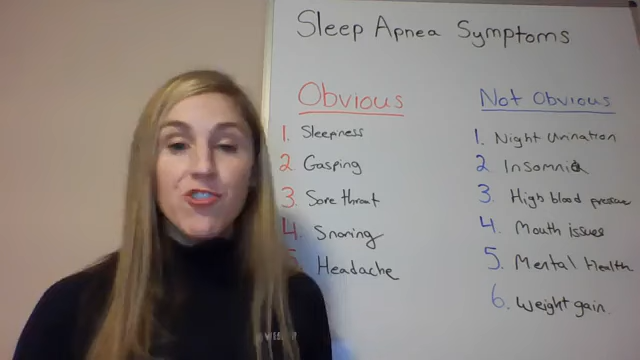 Sleep Apnea Symptoms
Obvious
1. Sleepness
2 Gasping
3. Sore throat
4. Snoring
5. Headache
Not Obvious
1. Night Urination
2 Insomnia
3. High blood pressure
4. Mouth issues
5. Mental Health
6. Weight gain.